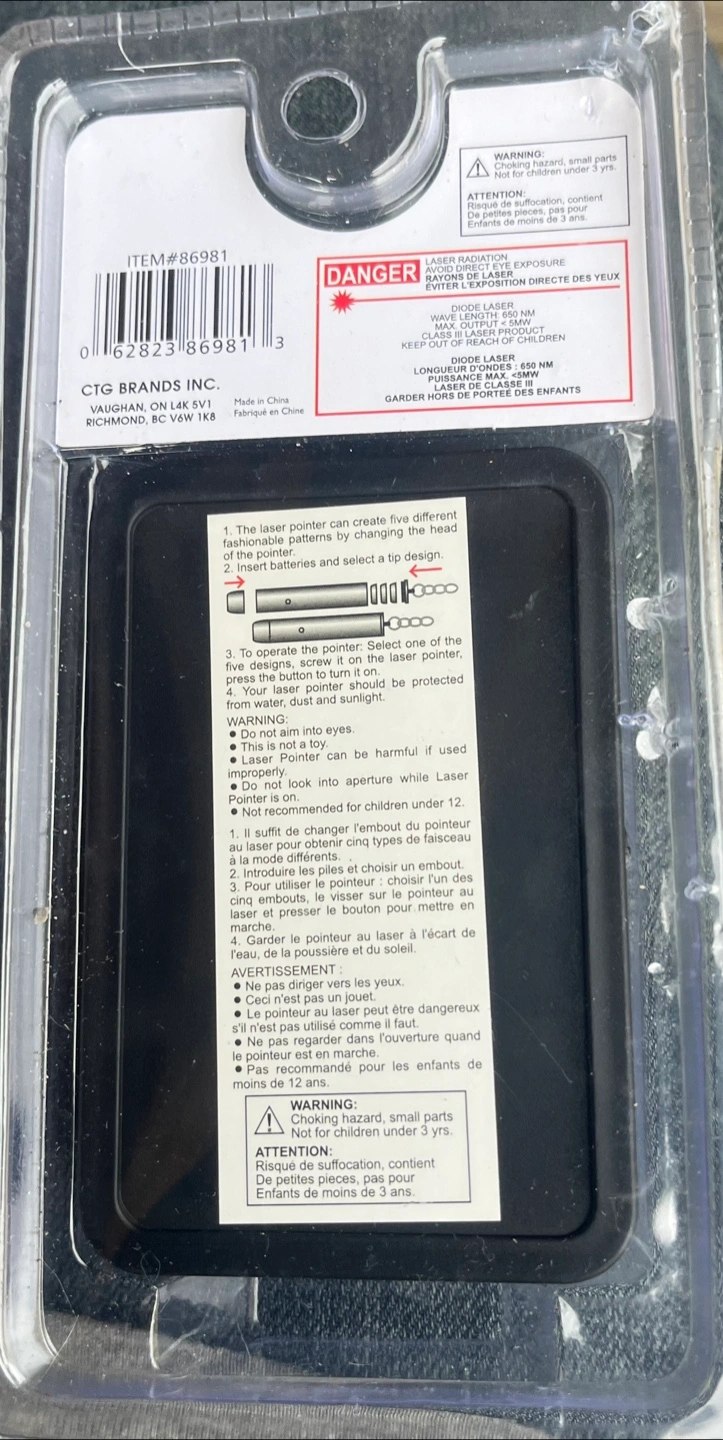 WARNING:
Choking hazard, small parts
Not for children under 3 yrs.
ATTENTION:
Risque de suffocation, contient
De petites pieces, pas pour
Enfants de moins de 3 ans.
ITEM#86981
0 62823 86981 3
CTG BRANDS INC.
VAUGHAN, ON L4K 5V1
RICHMOND, BC V6W 1K8
Made in China
Fabriqué en Chine
DANGER
LASER RADIATION
AVOID DIRECT EYE EXPOSURE
RAYONS DE LASER
ÉVITER L'EXPOSITION DIRECTE DES YEUX
DIODE LASER
WAVE LENGTH: 650 NM
MAX. OUTPUT < 5MW
CLASS III LASER PRODUCT
KEEP OUT OF REACH OF CHILDREN
DIODE LASER
LONGUEUR D'ONDES : 650 NM
PUISSANCE MAX. <5MW
LASER DE CLASSE III
GARDER HORS DE PORTEÉ DES ENFANTS
1. The laser pointer can create five different
fashionable patterns by changing the head
of the pointer.
2. Insert batteries and select a tip design.
3. To operate the pointer: Select one of the
five designs, screw it on the laser pointer,
press the button to turn it on.
4. Your laser pointer should be protected
from water, dust and sunlight.
WARNING:
● Do not aim into eyes.
● This is not a toy.
● Laser Pointer can be harmful if used
improperly.
● Do not look into aperture while Laser
Pointer is on.
● Not recommended for children under 12.
1. Il suffit de changer l'embout du pointeur
au laser pour obtenir cinq types de faisceau
à la mode différents.
2. Introduire les piles et choisir un embout.
3. Pour utiliser le pointeur : choisir l'un des
cinq embouts, le visser sur le pointeur au
laser et presser le bouton pour mettre en
marche.
4. Garder le pointeur au laser à l'écart de
l'eau, de la poussière et du soleil.
AVERTISSEMENT :
● Ne pas diriger vers les yeux.
● Ceci n'est pas un jouet.
● Le pointeur au laser peut être dangereux
s'il n'est pas utilisé comme il faut.
● Ne pas regarder dans l'ouverture quand
le pointeur est en marche.
● Pas recommandé pour les enfants de
moins de 12 ans.
WARNING:
Choking hazard, small parts
Not for children under 3 yrs.
ATTENTION:
Risque de suffocation, contient
De petites pieces, pas pour
Enfants de moins de 3 ans.